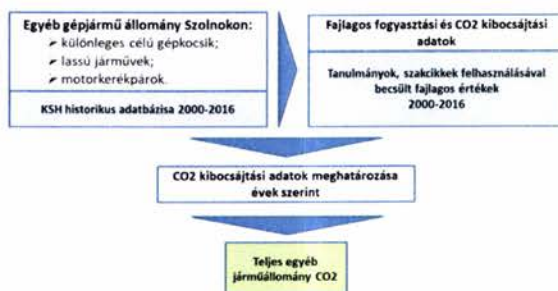 Egyéb gépjármű állomány Szolnokon:
➢ különleges célú gépkocsik;
➢ lassú járművek;
➢ motorkerékpárok.
KSH historikus adatbázisa 2000-2016
Fajlagos fogyasztási és CO2 kibocsájtási
adatok
Tanulmányok, szakcikkek felhasználásával
becsült fajlagos értékek
2000-2016
CO2 kibocsájtási adatok meghatározása
évek szerint
Teljes egyéb
járműállomány CO2